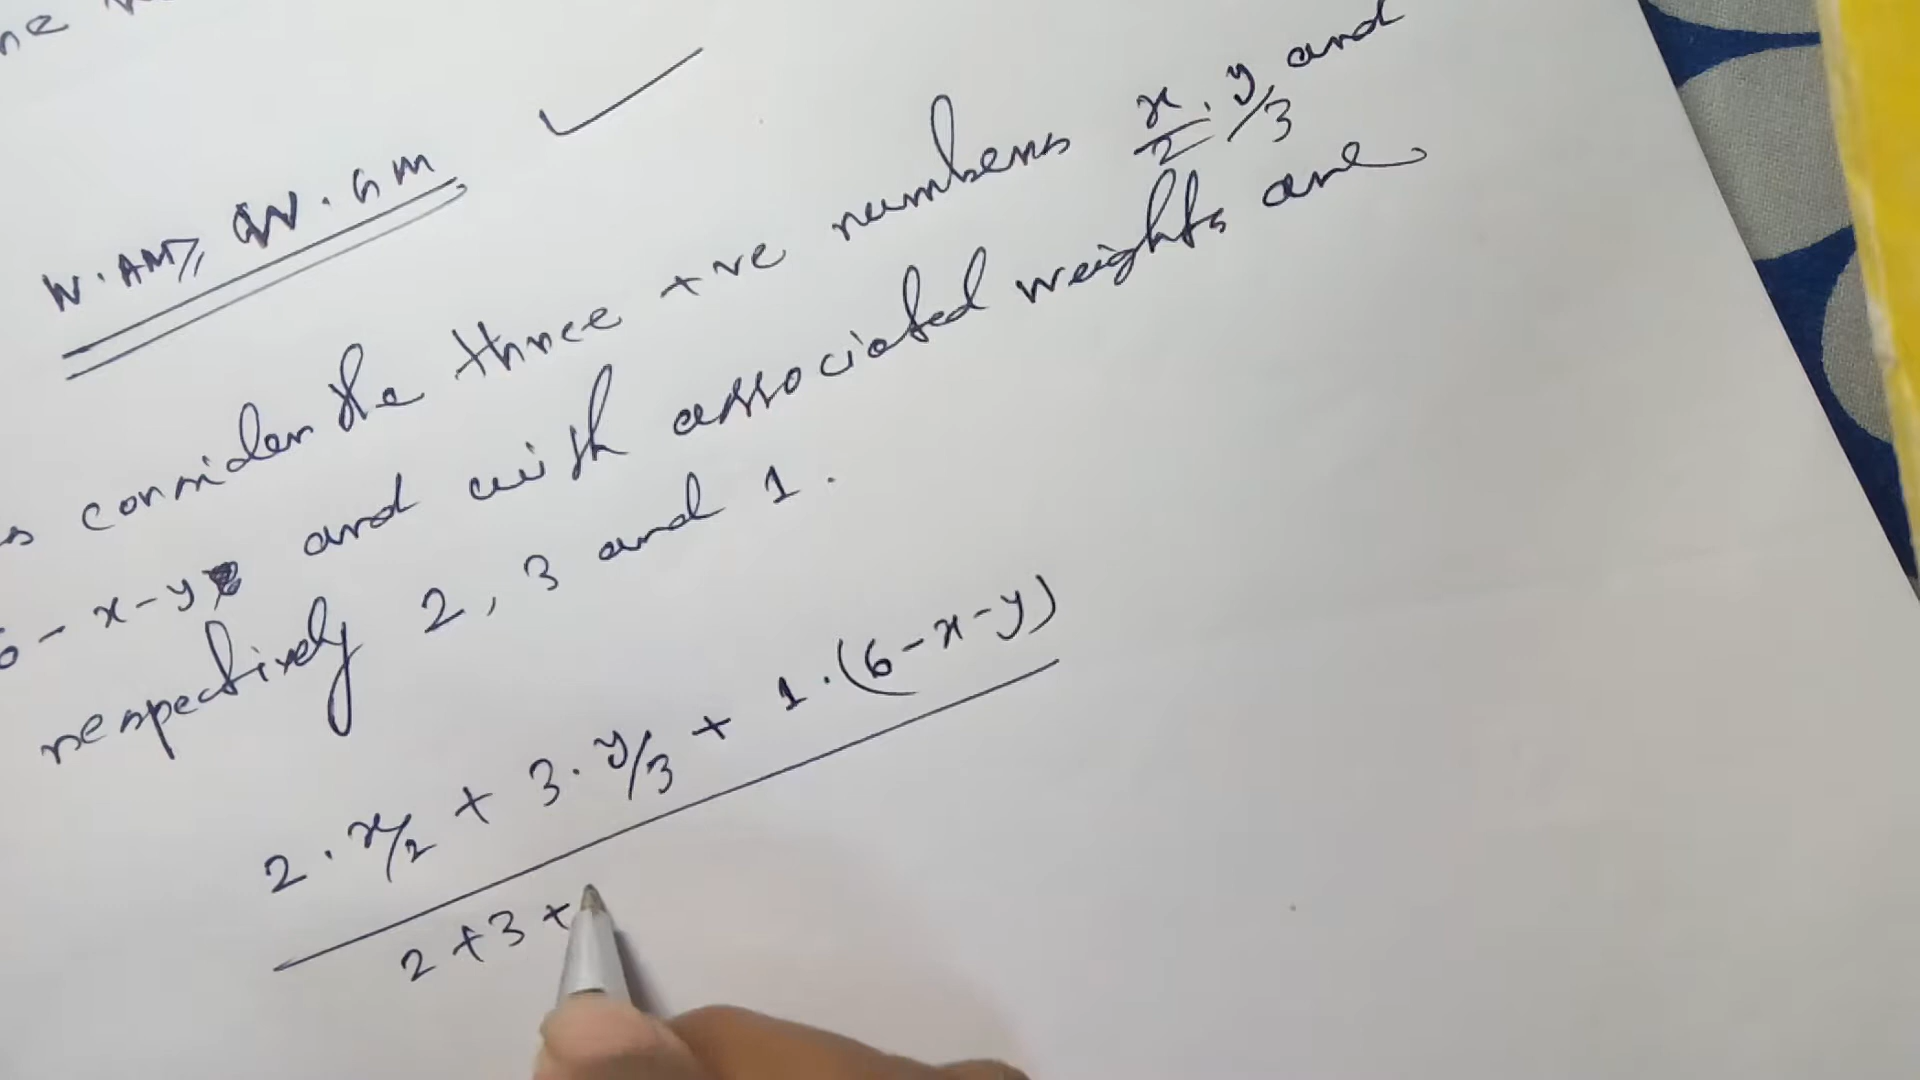 W.AM ≥ W.GM
consider the three +ve numbers x/2, y/3 and
6-x-y and with associated weights are
respectively 2, 3 and 1.
2·x/2 + 3·y/3 + 1·(6-x-y)
2+3+